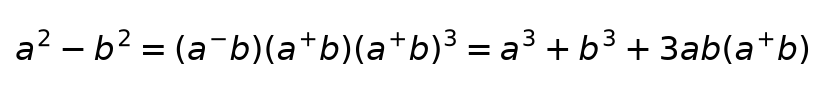 a² − b² = (a⁻b)(a⁺b)(a⁺b)³ = a³ + b³ + 3ab(a⁺b)